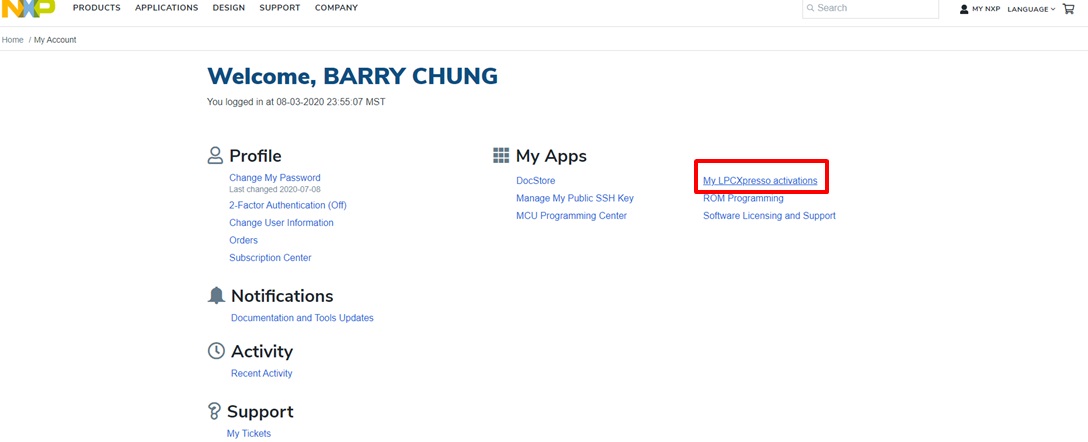 NXP
PRODUCTS APPLICATIONS DESIGN SUPPORT COMPANY
Search
MY NXP LANGUAGE
Home / My Account
Welcome, BARRY CHUNG
You logged in at 08-03-2020 23:55:07 MST
Profile
Change My Password
Last changed 2020-07-08
2-Factor Authentication (Off)
Change User Information
Orders
Subscription Center
My Apps
DocStore
Manage My Public SSH Key
MCU Programming Center
My LPCXpresso activations
ROM Programming
Software Licensing and Support
Notifications
Documentation and Tools Updates
Activity
Recent Activity
Support
My Tickets